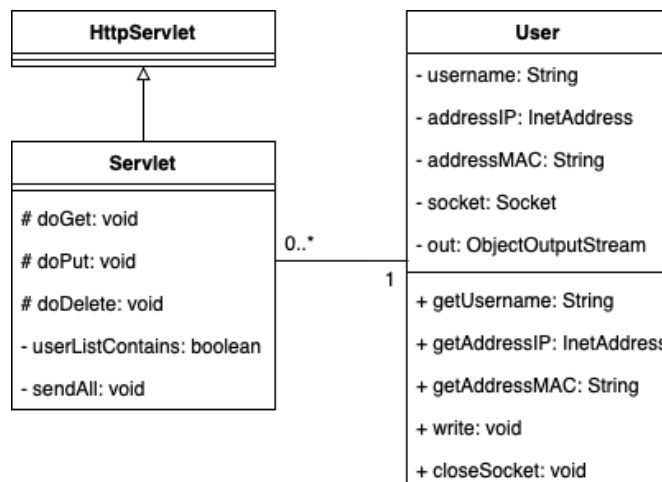 HttpServlet
Servlet
# doGet: void
# doPut: void
# doDelete: void
- userListContains: boolean
- sendAll: void
0..*
1
User
- username: String
- addressIP: InetAddress
- addressMAC: String
- socket: Socket
- out: ObjectOutputStream
+ getUsername: String
+ getAddressIP: InetAddress
+ getAddressMAC: String
+ write: void
+ closeSocket: void